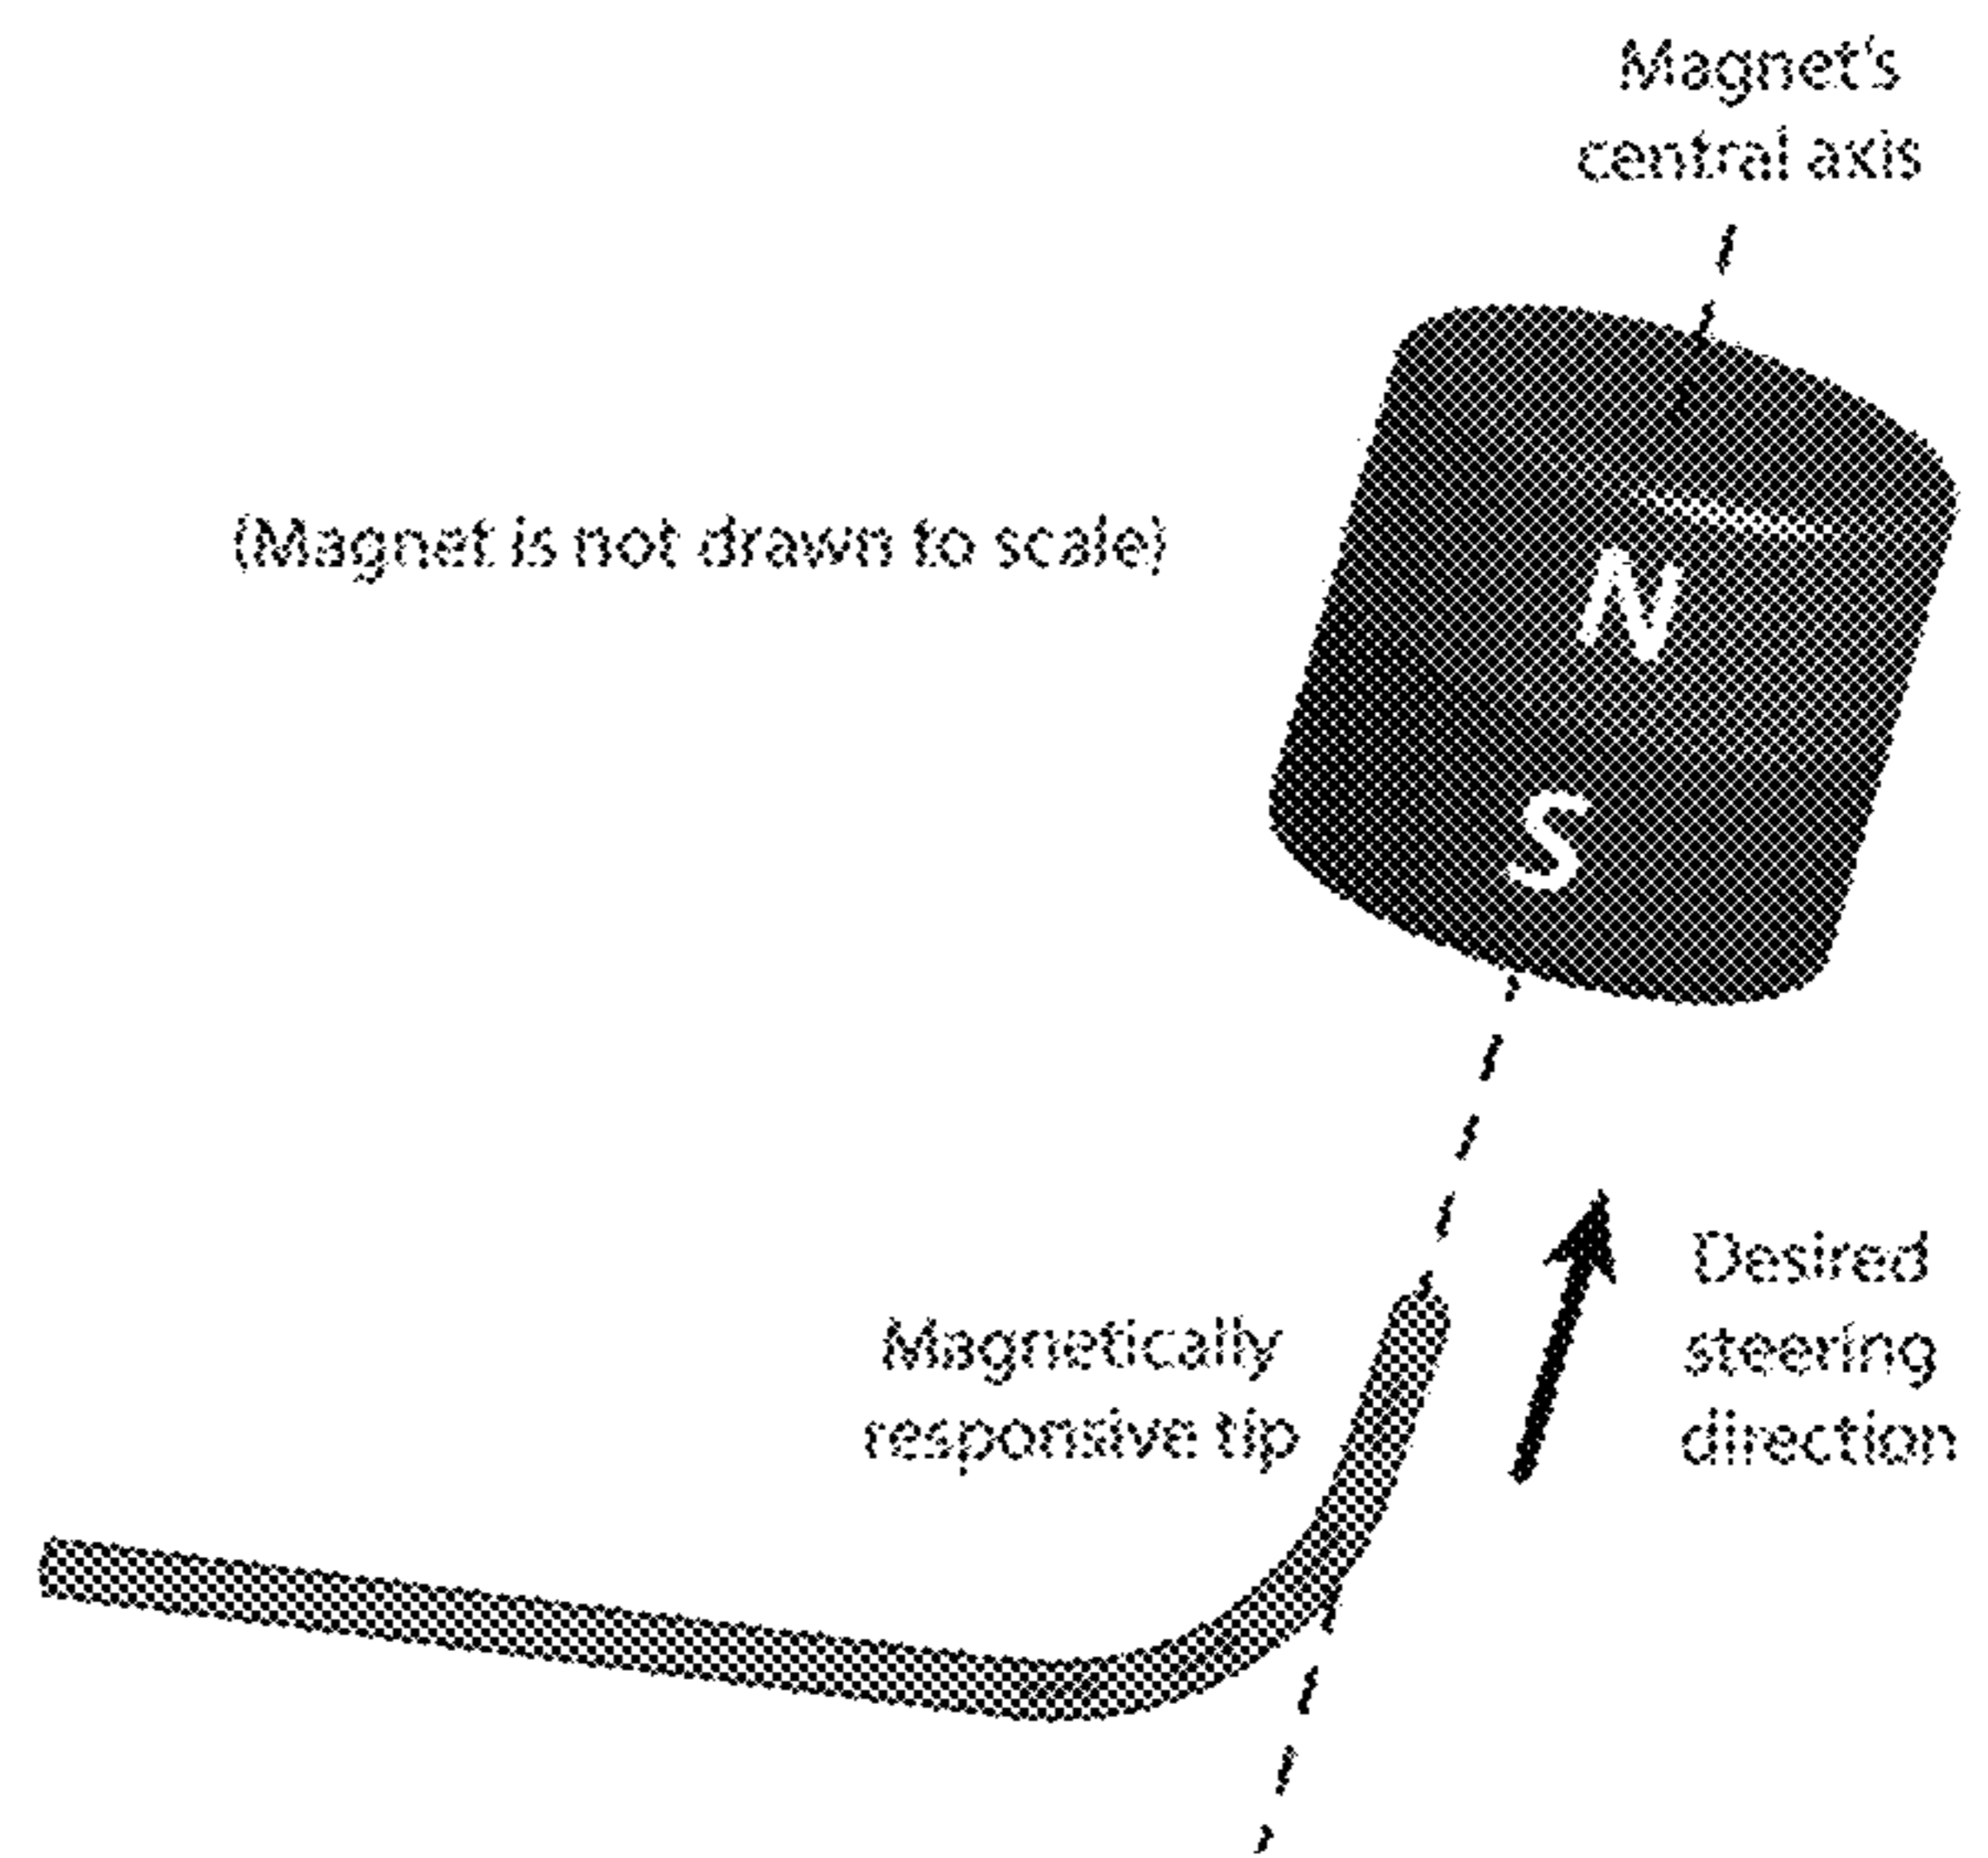 Magnet's
central axis
(Magnet is not drawn to scale)
N
S
Desired
steering
direction
Magnetically
responsive tip